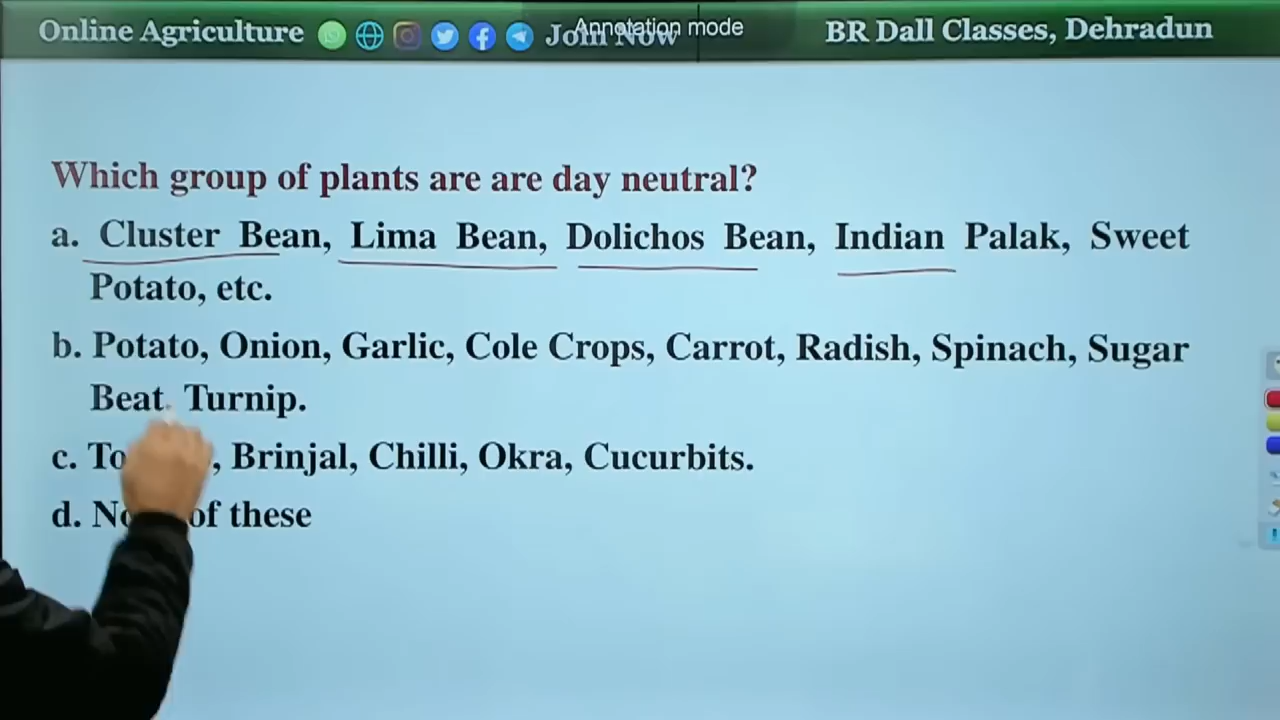 Online Agriculture Join Now Annotation mode BR Dall Classes, Dehradun
Which group of plants are are day neutral?
a. Cluster Bean, Lima Bean, Dolichos Bean, Indian Palak, Sweet
Potato, etc.
b. Potato, Onion, Garlic, Cole Crops, Carrot, Radish, Spinach, Sugar
Beat, Turnip.
c. Brinjal, Chilli, Okra, Cucurbits.
d. of these